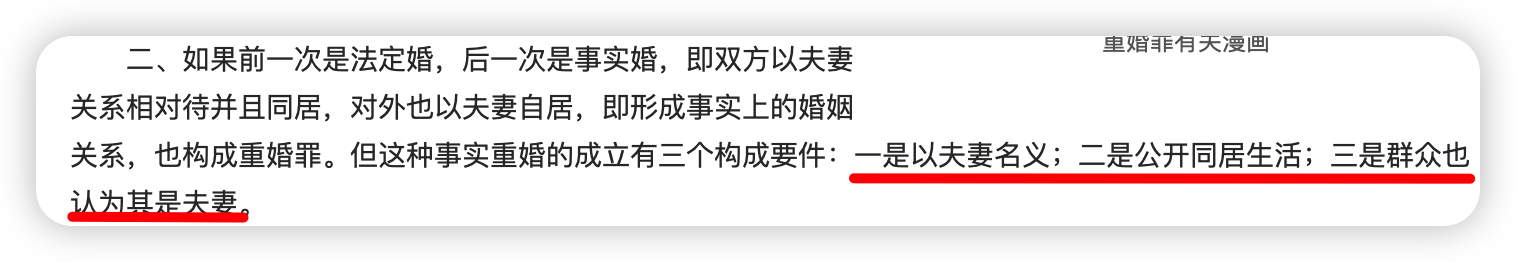 重婚罪有关漫画
二、如果前一次是法定婚，后一次是事实婚，即双方以夫妻
关系相对待并且同居，对外也以夫妻自居，即形成事实上的婚姻
关系，也构成重婚罪。但这种事实重婚的成立有三个构成要件：一是以夫妻名义；二是公开同居生活；三是群众也
认为其是夫妻。